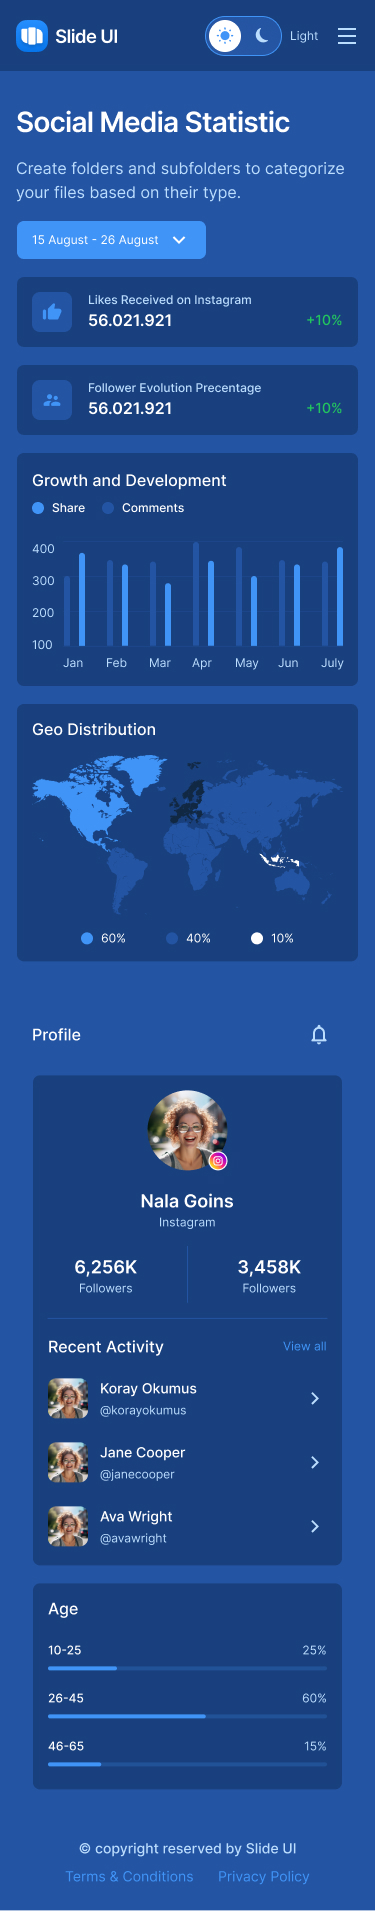 Slide UI
Light
Social Media Statistic
Create folders and subfolders to categorize
your files based on their type.
15 August - 26 August
Likes Received on Instagram
56.021.921
+10%
Follower Evolution Precentage
56.021.921
+10%
Growth and Development
Share Comments
400
300
200
100
Jan Feb Mar Apr May Jun July
Geo Distribution
60% 40% 10%
Profile
Nala Goins
Instagram
6,256K 3,458K
Followers Followers
Recent Activity View all
Koray Okumus
@korayokumus
Jane Cooper
@janecooper
Ava Wright
@avawright
Age
10-25 25%
26-45 60%
46-65 15%
© copyright reserved by Slide UI
Terms & Conditions Privacy Policy